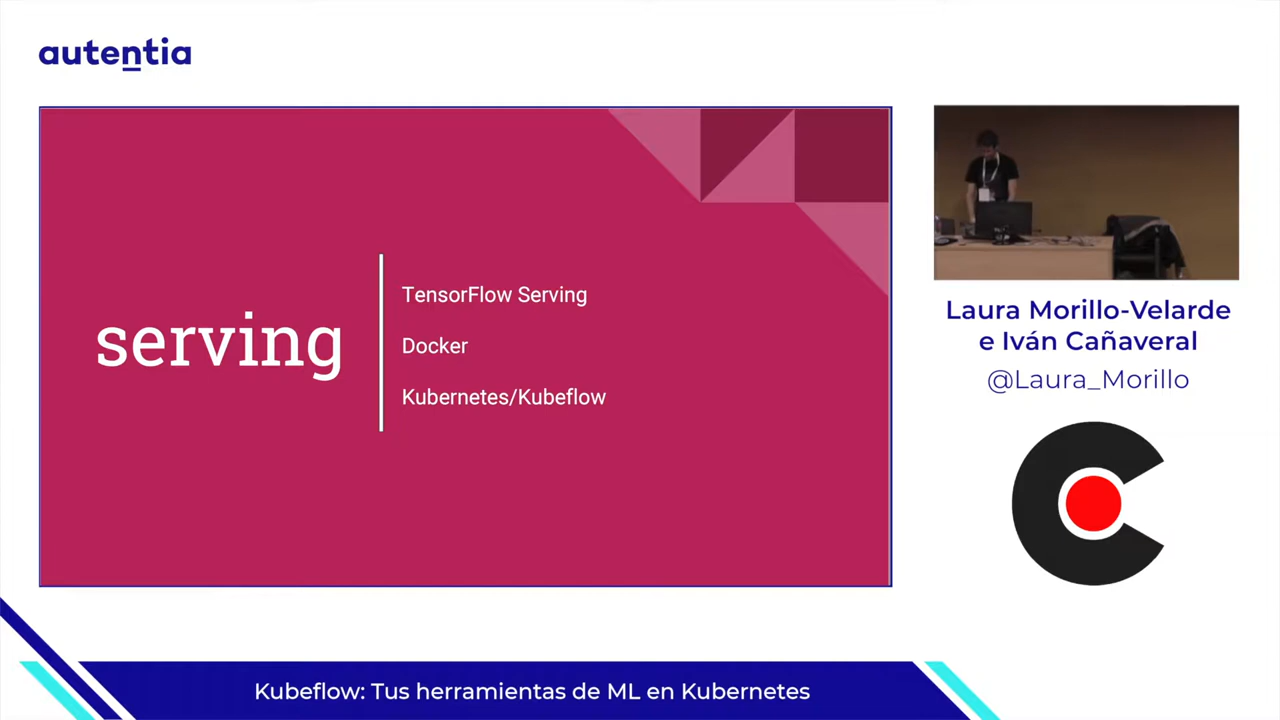 autentia
serving
TensorFlow Serving
Docker
Kubernetes/Kubeflow
Laura Morillo-Velarde
e Iván Cañaveral
@Laura_Morillo
Kubeflow: Tus herramientas de ML en Kubernetes